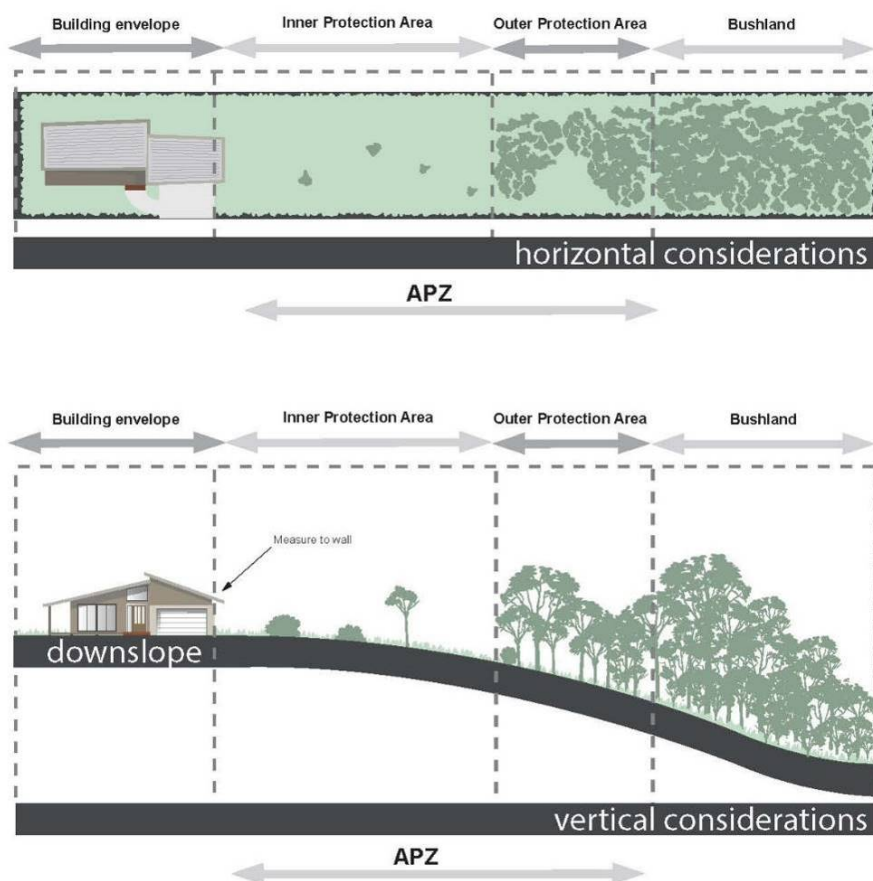 Building envelope
Inner Protection Area
Outer Protection Area
Bushland
horizontal considerations
APZ
Building envelope
Inner Protection Area
Outer Protection Area
Bushland
Measure to wall
downslope
vertical considerations
APZ